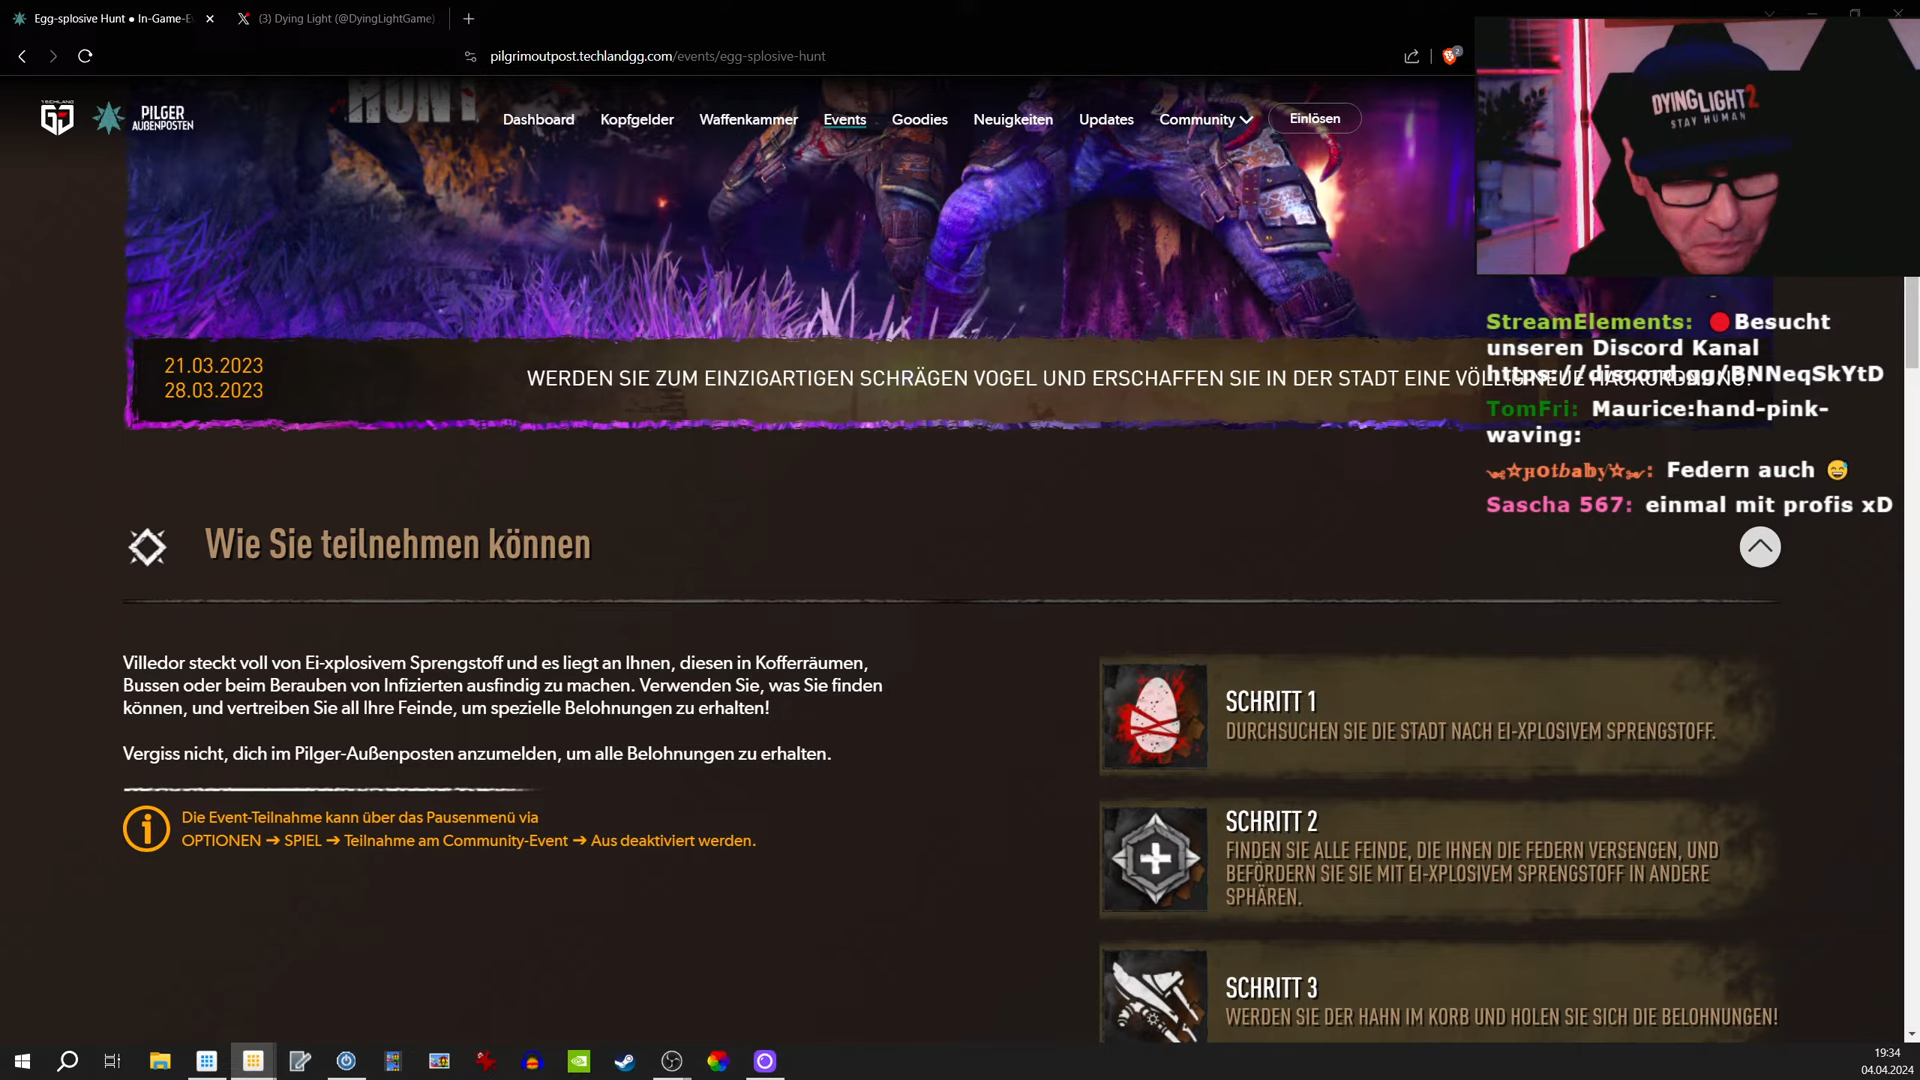 Egg-splosive Hunt ● In-Game-E
(3) Dying Light (@DyingLightGame)
pilgrimoutpost.techlandgg.com/events/egg-splosive-hunt
2
HUNT
TECHLAND
GG
PILGER
AUßENPOSTEN
Dashboard
Kopfgelder
Waffenkammer
Events
Goodies
Neuigkeiten
Updates
Community
Einlösen
DYING LIGHT 2
STAY HUMAN
21.03.2023
28.03.2023
WERDEN SIE ZUM EINZIGARTIGEN SCHRÄGEN VOGEL UND ERSCHAFFEN SIE IN DER STADT EINE VÖLLIG NEUE
StreamElements: Besucht
unseren Discord Kanal
https://discord.gg/BNNeqSkYtD
TomFri: Maurice:hand-pink-
waving:
нotbaby: Federn auch 😅
Sascha 567: einmal mit profis xD
Wie Sie teilnehmen können
Villedor steckt voll von Ei-xplosivem Sprengstoff und es liegt an Ihnen, diesen in Kofferräumen,
Bussen oder beim Berauben von Infizierten ausfindig zu machen. Verwenden Sie, was Sie finden
können, und vertreiben Sie all Ihre Feinde, um spezielle Belohnungen zu erhalten!
Vergiss nicht, dich im Pilger-Außenposten anzumelden, um alle Belohnungen zu erhalten.
Die Event-Teilnahme kann über das Pausenmenü via
OPTIONEN → SPIEL → Teilnahme am Community-Event → Aus deaktiviert werden.
SCHRITT 1
DURCHSUCHEN SIE DIE STADT NACH EI-XPLOSIVEM SPRENGSTOFF.
SCHRITT 2
FINDEN SIE ALLE FEINDE, DIE IHNEN DIE FEDERN VERSENGEN, UND
BEFÖRDERN SIE SIE MIT EI-XPLOSIVEM SPRENGSTOFF IN ANDERE
SPHÄREN.
SCHRITT 3
WERDEN SIE DER HAHN IM KORB UND HOLEN SIE SICH DIE BELOHNUNGEN!
19:34
04.04.2024